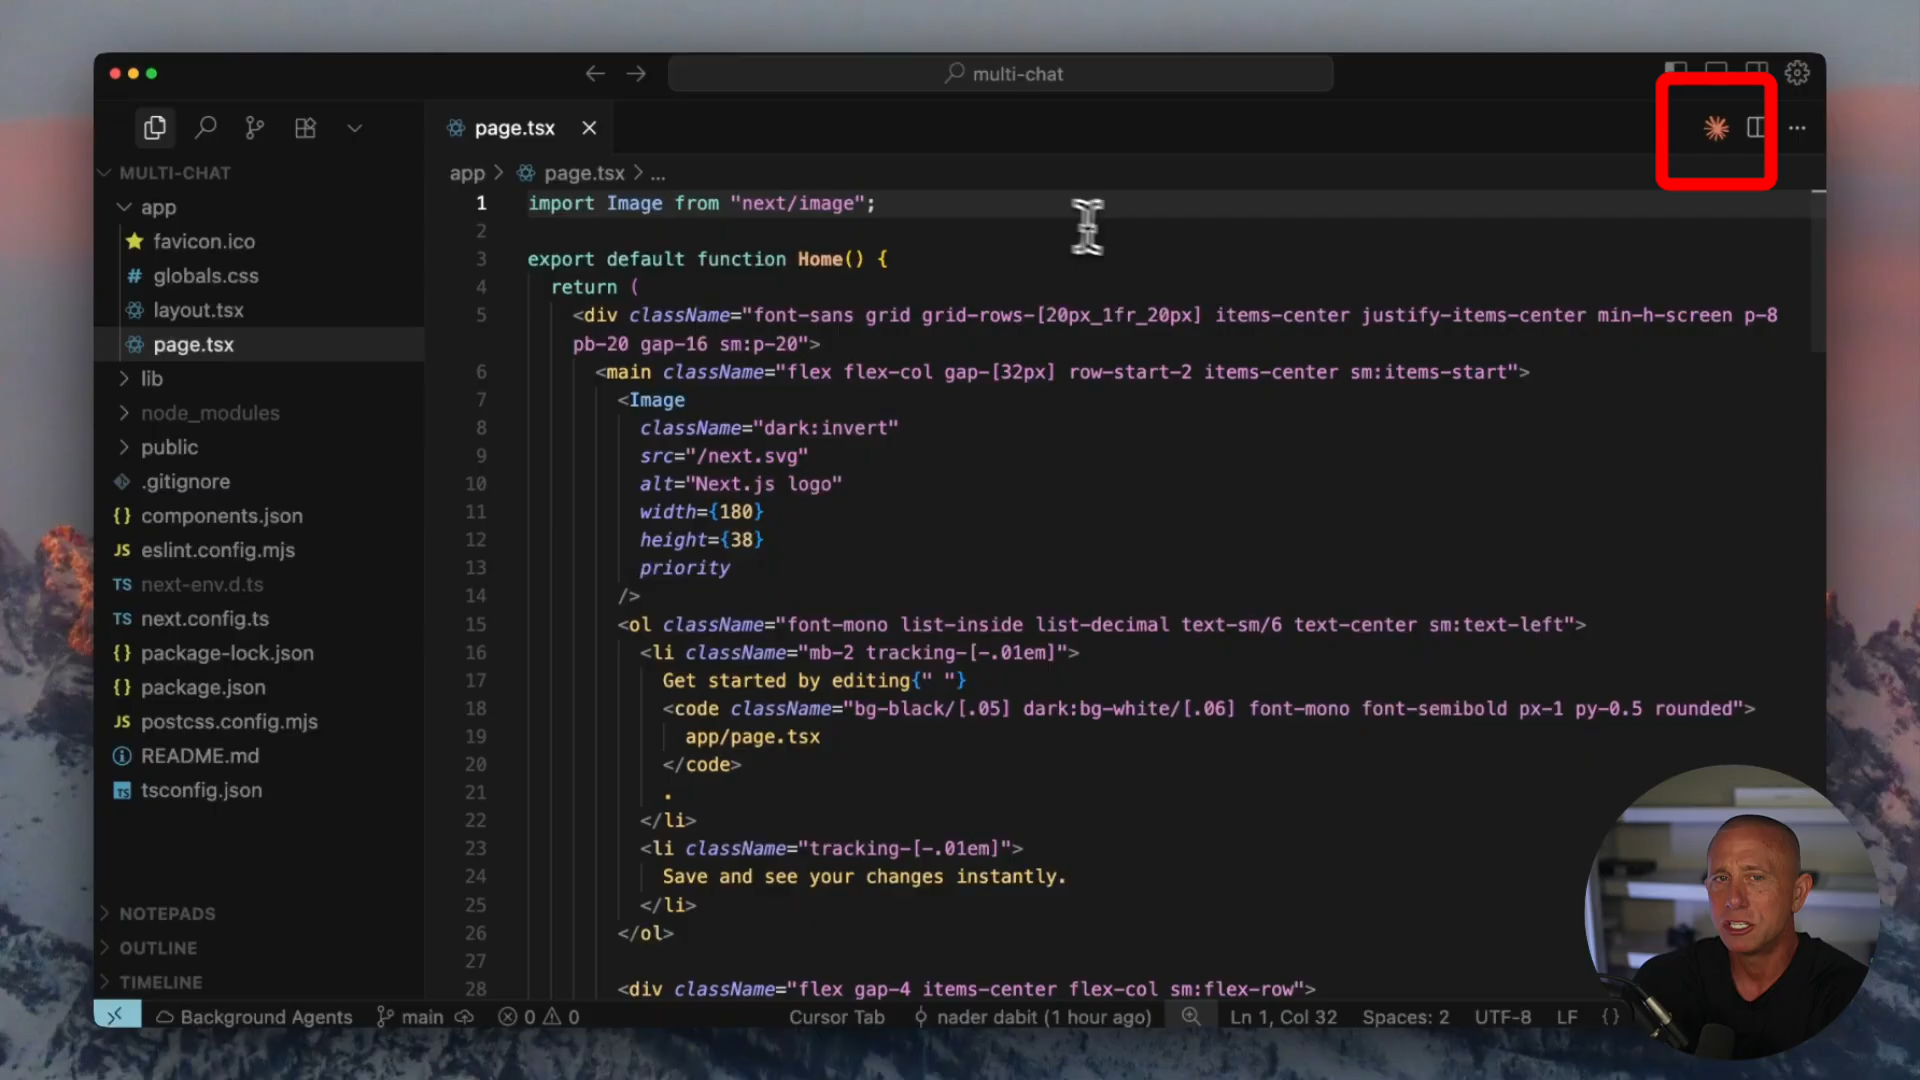 multi-chat
page.tsx
MULTI-CHAT
app
favicon.ico
globals.css
layout.tsx
page.tsx
lib
node_modules
public
.gitignore
components.json
eslint.config.mjs
next-env.d.ts
next.config.ts
package-lock.json
package.json
postcss.config.mjs
README.md
tsconfig.json
NOTEPADS
OUTLINE
TIMELINE
app > page.tsx > ...
1 import Image from "next/image";
2
3 export default function Home() {
4 return (
5 <div className="font-sans grid grid-rows-[20px_1fr_20px] items-center justify-items-center min-h-screen p-8
pb-20 gap-16 sm:p-20">
6 <main className="flex flex-col gap-[32px] row-start-2 items-center sm:items-start">
7 <Image
8 className="dark:invert"
9 src="/next.svg"
10 alt="Next.js logo"
11 width={180}
12 height={38}
13 priority
14 />
15 <ol className="font-mono list-inside list-decimal text-sm/6 text-center sm:text-left">
16 <li className="mb-2 tracking-[-.01em]">
17 Get started by editing{" "}
18 <code className="bg-black/[.05] dark:bg-white/[.06] font-mono font-semibold px-1 py-0.5 rounded">
19 app/page.tsx
20 </code>
21 .
22 </li>
23 <li className="tracking-[-.01em]">
24 Save and see your changes instantly.
25 </li>
26 </ol>
27
28 <div className="flex gap-4 items-center flex-col sm:flex-row">
Background Agents main 0 0 Cursor Tab nader dabit (1 hour ago) Ln 1, Col 32 Spaces: 2 UTF-8 LF {}